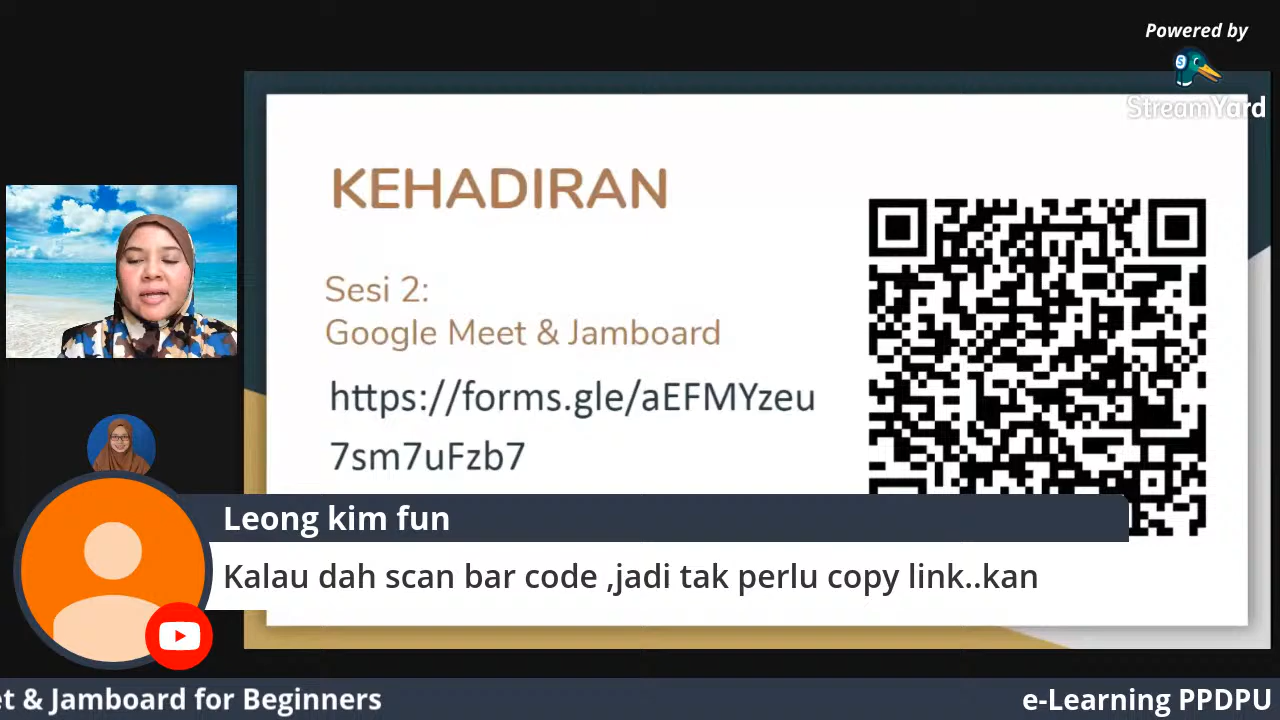 Powered by
StreamYard
KEHADIRAN
Sesi 2:
Google Meet & Jamboard
https://forms.gle/aEFMYzeu
7sm7uFzb7
Leong kim fun
Kalau dah scan bar code ,jadi tak perlu copy link..kan
et & Jamboard for Beginners
e-Learning PPDPU